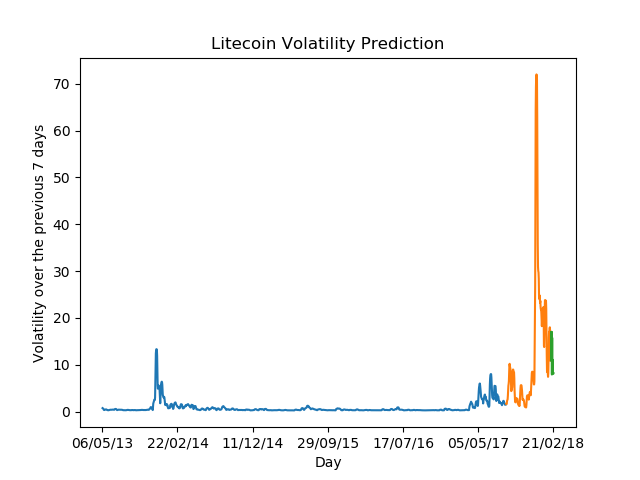 Litecoin Volatility Prediction
Volatility over the previous 7 days
70
60
50
40
30
20
10
0
06/05/13 22/02/14 11/12/14 29/09/15 17/07/16 05/05/17 21/02/18
Day